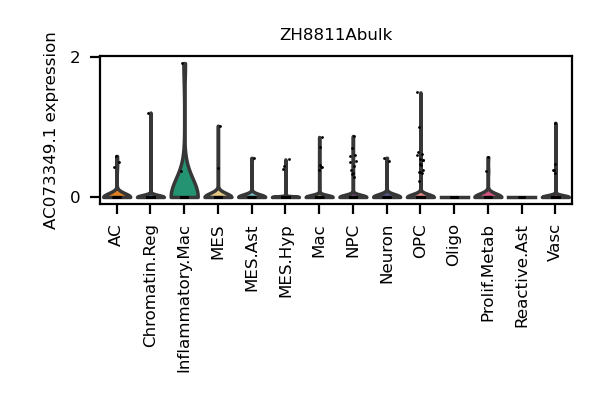 ZH8811Abulk
AC073349.1 expression
2
0
AC
Chromatin.Reg
Inflammatory.Mac
MES
MES.Ast
MES.Hyp
Mac
NPC
Neuron
OPC
Oligo
Prolif.Metab
Reactive.Ast
Vasc